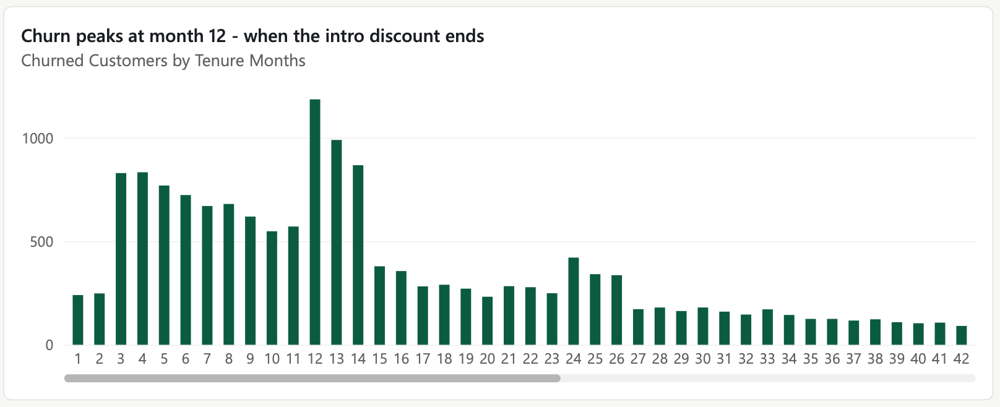 Churn peaks at month 12 - when the intro discount ends
Churned Customers by Tenure Months
1000
500
0
1 2 3 4 5 6 7 8 9 10 11 12 13 14 15 16 17 18 19 20 21 22 23 24 25 26 27 28 29 30 31 32 33 34 35 36 37 38 39 40 41 42